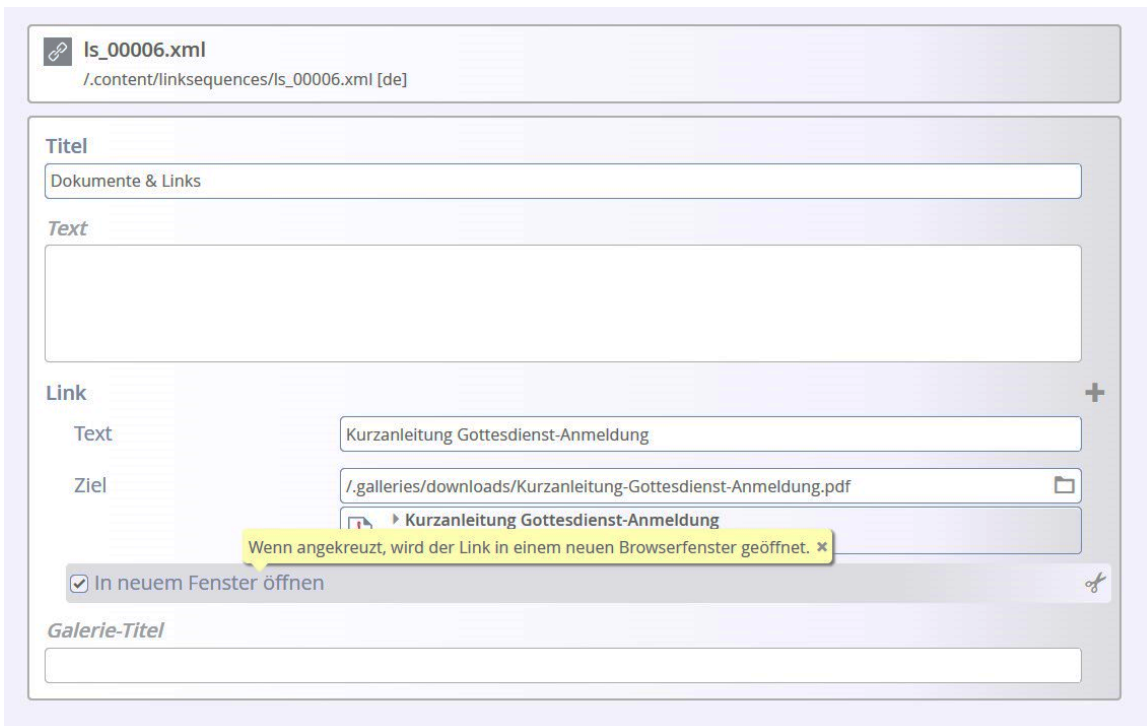 ls_00006.xml
/.content/linksequences/ls_00006.xml [de]
Titel
Dokumente & Links
Text
Link
Text
Kurzanleitung Gottesdienst-Anmeldung
Ziel
/.galleries/downloads/Kurzanleitung-Gottesdienst-Anmeldung.pdf
Kurzanleitung Gottesdienst-Anmeldung
Wenn angekreuzt, wird der Link in einem neuen Browserfenster geöffnet.
In neuem Fenster öffnen
Galerie-Titel